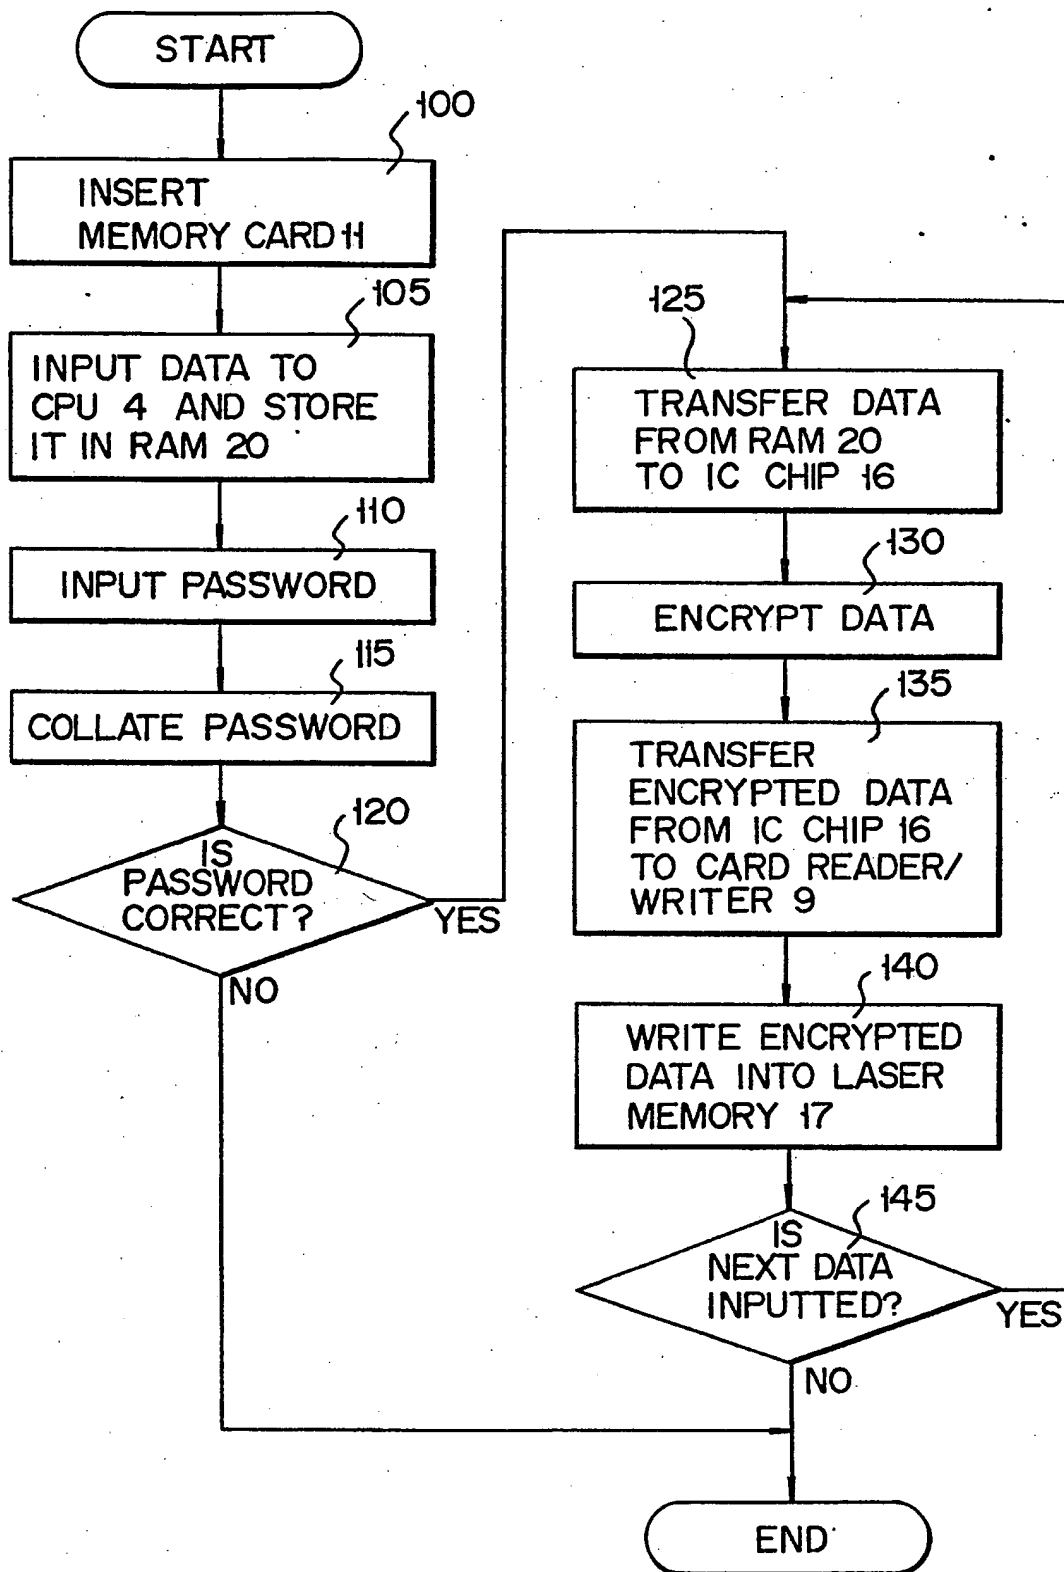 START
100
INSERT
MEMORY CARD 11
105
INPUT DATA TO
CPU 4 AND STORE
IT IN RAM 20
110
INPUT PASSWORD
115
COLLATE PASSWORD
120
IS
PASSWORD
CORRECT?
YES
NO
125
TRANSFER DATA
FROM RAM 20
TO IC CHIP 16
130
ENCRYPT DATA
135
TRANSFER
ENCRYPTED DATA
FROM IC CHIP 16
TO CARD READER/
WRITER 9
140
WRITE ENCRYPTED
DATA INTO LASER
MEMORY 17
145
IS
NEXT DATA
INPUTTED?
YES
NO
END